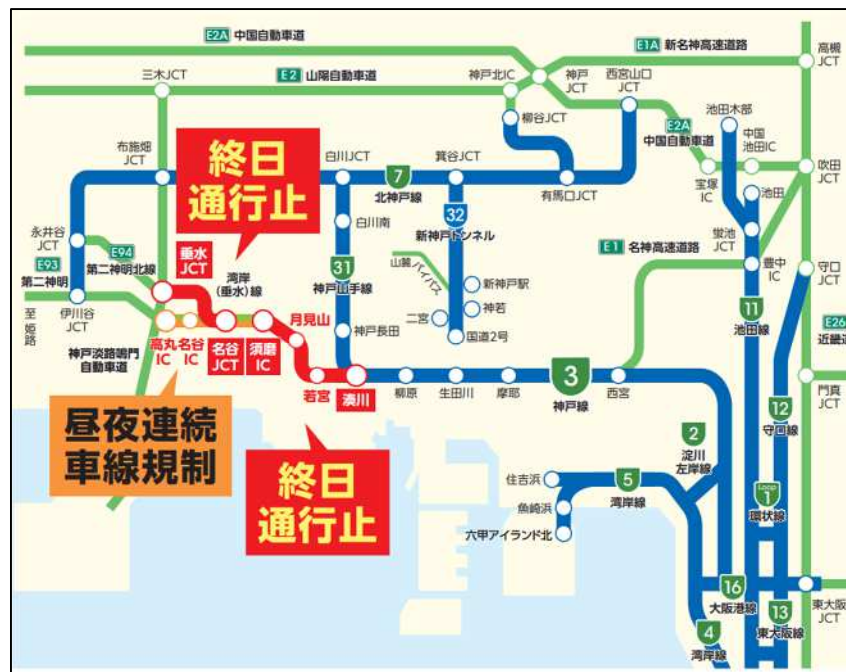 E2A 中国自動車道
E1A 新名神高速道路
高槻
JCT
三木JCT
E2 山陽自動車道
神戸北IC
神戸
JCT
西宮山口
JCT
柳谷JCT
池田木部
E2A
中国自動車道
中国
池田IC
布施畑
JCT
終日
通行止
白川JCT
7
北神戸線
箕谷JCT
有馬口JCT
宝塚
IC
池田
吹田
JCT
32
新神戸トンネル
白川南
永井谷
JCT
E94
第二神明北線
垂水
JCT
湾岸
(垂水)線
31
神戸山手線
山麓バイパス
新神戸駅
E1 名神高速道路
蛍池
JCT
豊中
IC
守口
JCT
E93
第二神明
至姫路
伊川谷
JCT
月見山
神若
二宮
国道2号
11
池田線
E26
近畿道
神戸淡路鳴門
自動車道
高丸
IC
名谷
IC
名谷
JCT
須磨
IC
神戸長田
若宮
湊川
柳原
生田川
摩耶
3
神戸線
西宮
門真
JCT
12
守口線
昼夜連続
車線規制
終日
通行止
2
淀川
左岸線
住吉浜
魚崎浜
六甲アイランド北
5
湾岸線
Loop
1
環状線
16
大阪港線
13
東大阪線
東大阪
JCT
4
湾岸線